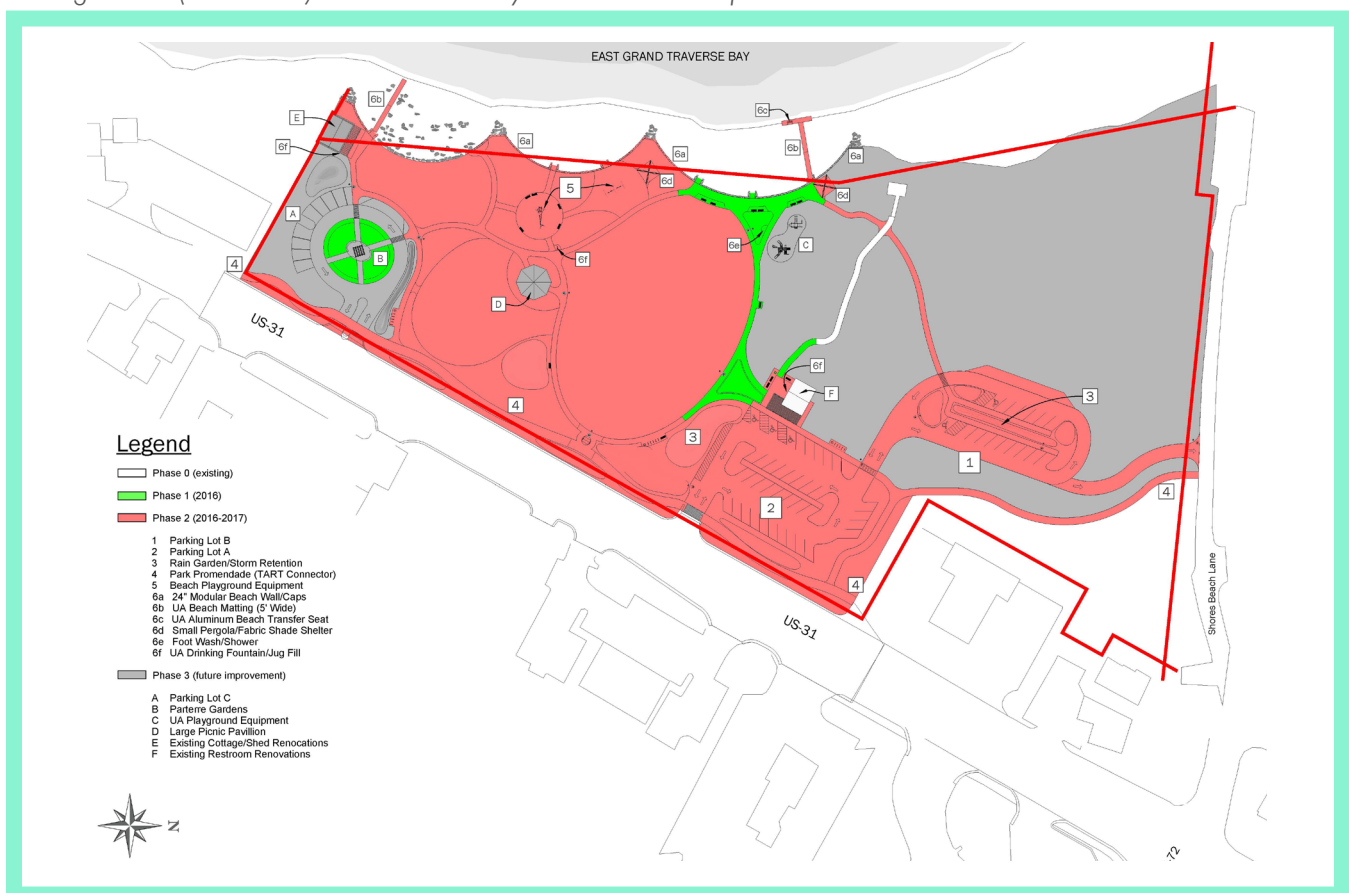 EAST GRAND TRAVERSE BAY
6b
E
6f
6a
6a
6c
6b
6a
6d
6d
5
A
B
4
6e
C
6f
D
US-31
4
6f
F
3
3
1
2
4
4
US-31
Shores Beach Lane
-72
Legend
Phase 0 (existing)
Phase 1 (2016)
Phase 2 (2016-2017)
1 Parking Lot B
2 Parking Lot A
3 Rain Garden/Storm Retention
4 Park Promendade (TART Connector)
5 Beach Playground Equipment
6a 24" Modular Beach Wall/Caps
6b UA Beach Matting (5' Wide)
6c UA Aluminum Beach Transfer Seat
6d Small Pergola/Fabric Shade Shelter
6e Foot Wash/Shower
6f UA Drinking Fountain/Jug Fill
Phase 3 (future improvement)
A Parking Lot C
B Parterre Gardens
C UA Playground Equipment
D Large Picnic Pavillion
E Existing Cottage/Shed Renocations
F Existing Restroom Renovations
N